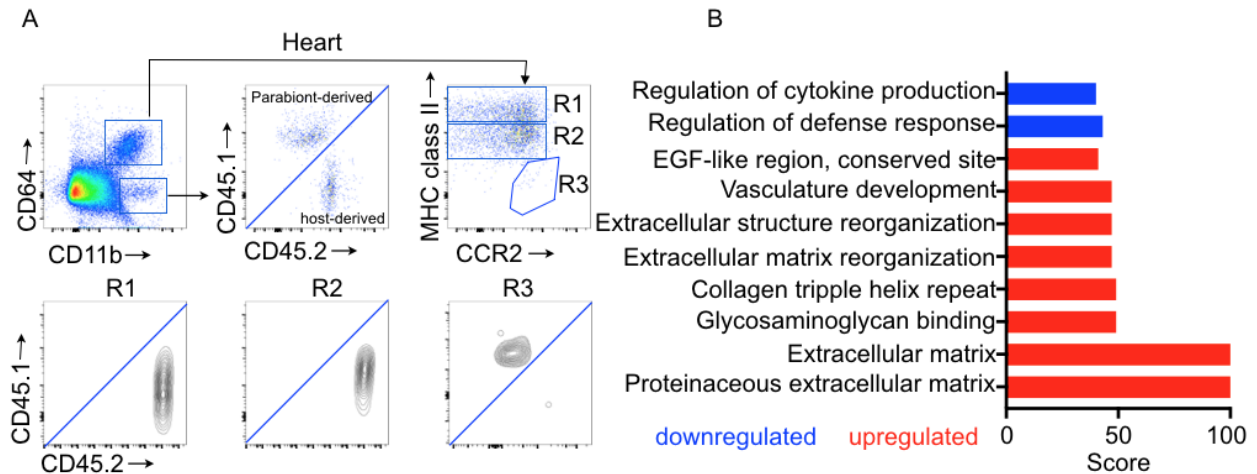 A
B
Heart
Parabiont-derived
host-derived
CD64 →
CD11b →
CD45.1 →
CD45.2 →
MHC class II →
CCR2 →
R1
R2
R3
R1
R2
R3
CD45.1 →
CD45.2 →
Regulation of cytokine production
Regulation of defense response
EGF-like region, conserved site
Vasculature development
Extracellular structure reorganization
Extracellular matrix reorganization
Collagen tripple helix repeat
Glycosaminoglycan binding
Extracellular matrix
Proteinaceous extracellular matrix
downregulated upregulated
0 50 100
Score